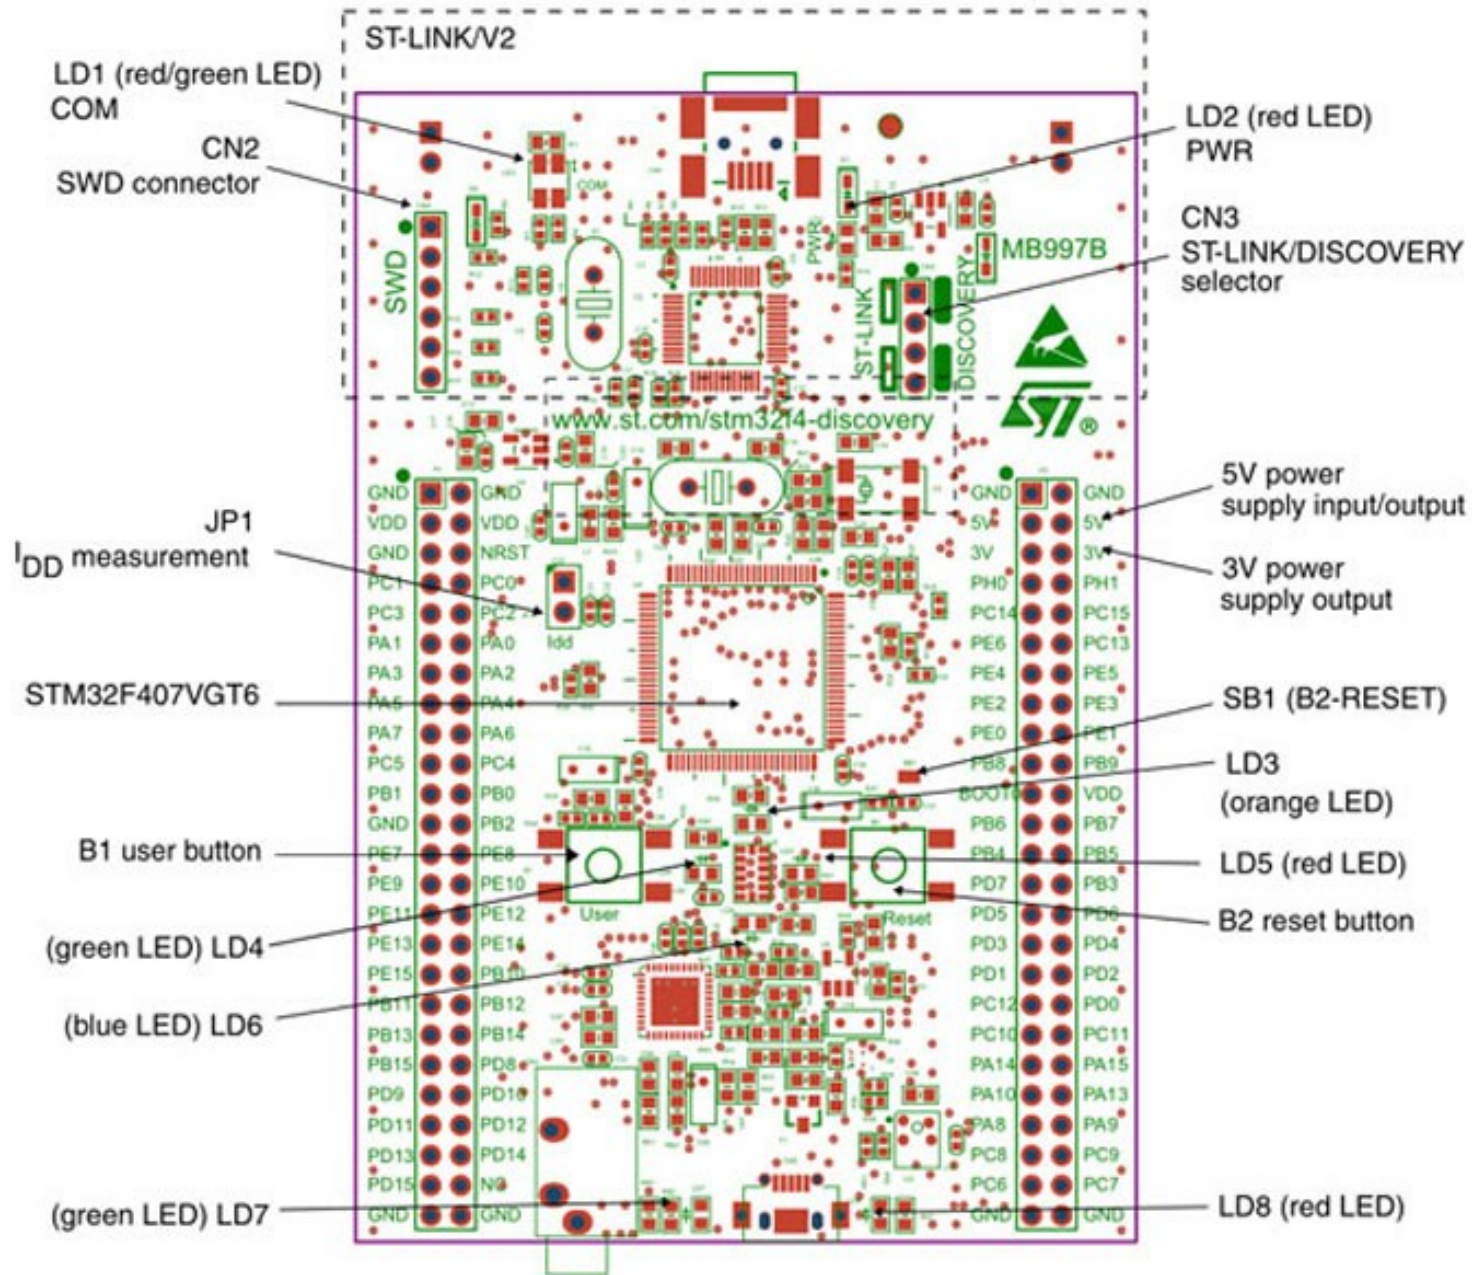 ST-LINK/V2
LD1 (red/green LED)
COM
CN2
SWD connector
LD2 (red LED)
PWR
CN3
ST-LINK/DISCOVERY
selector
COM
PWR
SWD
MB997B
ST-LINK
DISCOVERY
www.st.com/stm32f4-discovery
ST®
JP1
IDD measurement
STM32F407VGT6
B1 user button
(green LED) LD4
(blue LED) LD6
(green LED) LD7
5V power
supply input/output
3V power
supply output
SB1 (B2-RESET)
LD3
(orange LED)
LD5 (red LED)
B2 reset button
LD8 (red LED)
Idd
User
Reset
GND GND
VDD VDD
GND NRST
PC1 PC0
PC3 PC2
PA1 PA0
PA3 PA2
PA5 PA4
PA7 PA6
PC5 PC4
PB1 PB0
GND PB2
PE7 PE8
PE9 PE10
PE11 PE12
PE13 PE14
PE15 PB10
PB11 PB12
PB13 PB14
PB15 PD8
PD9 PD10
PD11 PD12
PD13 PD14
PD15 NC
GND GND
GND GND
5V 5V
3V 3V
PH0 PH1
PC14 PC15
PE6 PC13
PE4 PE5
PE2 PE3
PE0 PE1
PB8 PB9
BOOT0 VDD
PB6 PB7
PB4 PB5
PD7 PB3
PD5 PD6
PD3 PD4
PD1 PD2
PC12 PD0
PC10 PC11
PA14 PA15
PA10 PA13
PA8 PA9
PC8 PC9
PC6 PC7
GND GND